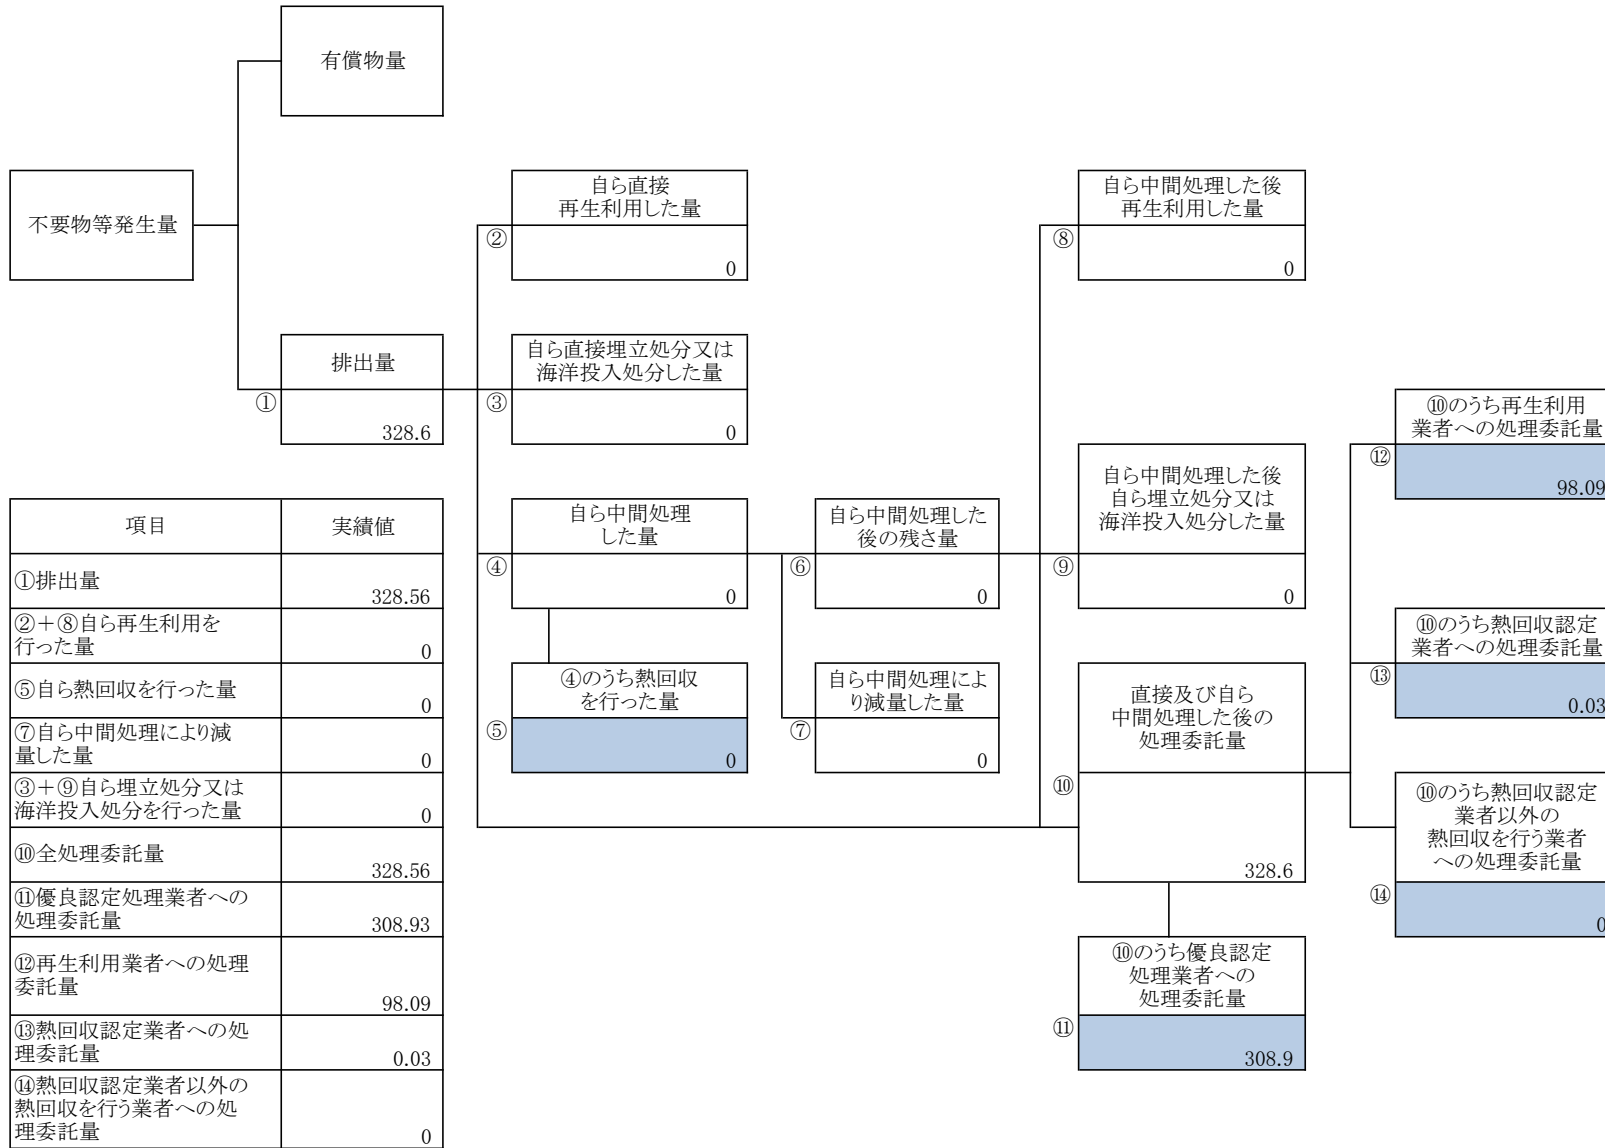 有償物量
不要物等発生量
自ら直接
再生利用した量
②
0
自ら中間処理した後
再生利用した量
⑧
0
排出量
①
328.6
自ら直接埋立処分又は
海洋投入処分した量
③
0
⑩のうち再生利用
業者への処理委託量
⑫
98.09
自ら中間処理
した量
④
0
自ら中間処理した
後の残さ量
⑥
0
自ら中間処理した後
自ら埋立処分又は
海洋投入処分した量
⑨
0
⑩のうち熱回収認定
業者への処理委託量
⑬
0.03
④のうち熱回収
を行った量
⑤
0
自ら中間処理によ
り減量した量
⑦
0
直接及び自ら
中間処理した後の
処理委託量
⑩
328.6
⑩のうち熱回収認定
業者以外の
熱回収を行う業者
への処理委託量
⑭
0
⑩のうち優良認定
処理業者への
処理委託量
⑪
308.9
項目
実績値
①排出量
328.56
②+⑧自ら再生利用を
行った量
0
⑤自ら熱回収を行った量
0
⑦自ら中間処理により減
量した量
0
③+⑨自ら埋立処分又は
海洋投入処分を行った量
0
⑩全処理委託量
328.56
⑪優良認定処理業者への
処理委託量
308.93
⑫再生利用業者への処理
委託量
98.09
⑬熱回収認定業者への処
理委託量
0.03
⑭熱回収認定業者以外の
熱回収を行う業者への処
理委託量
0